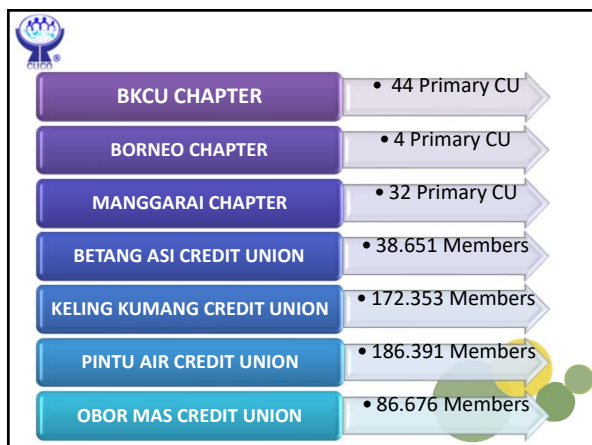 CUCO®
BKCU CHAPTER
• 44 Primary CU
BORNEO CHAPTER
• 4 Primary CU
MANGGARAI CHAPTER
• 32 Primary CU
BETANG ASI CREDIT UNION
• 38.651 Members
KELING KUMANG CREDIT UNION
• 172.353 Members
PINTU AIR CREDIT UNION
• 186.391 Members
OBOR MAS CREDIT UNION
• 86.676 Members